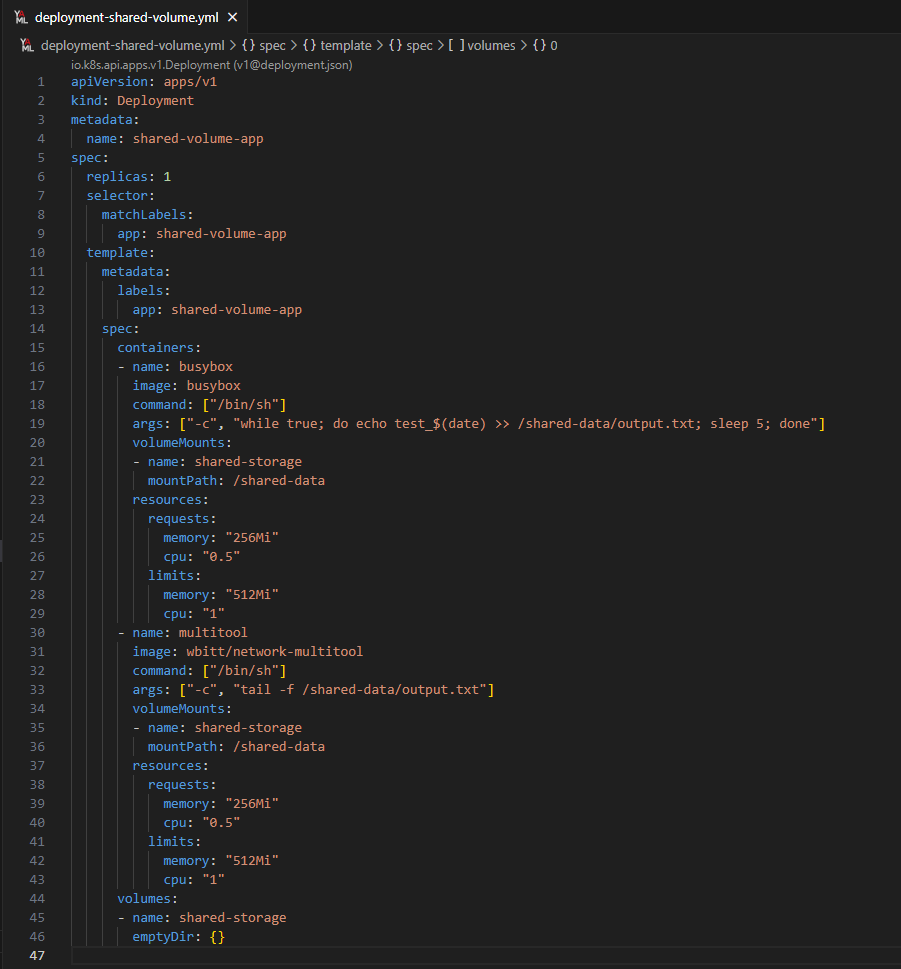 YAML deployment-shared-volume.yml ×
YAML deployment-shared-volume.yml > {} spec > {} template > {} spec > [ ] volumes > {} 0
io.k8s.api.apps.v1.Deployment (v1@deployment.json)
1 apiVersion: apps/v1
2 kind: Deployment
3 metadata:
4   name: shared-volume-app
5 spec:
6   replicas: 1
7   selector:
8     matchLabels:
9       app: shared-volume-app
10   template:
11     metadata:
12       labels:
13         app: shared-volume-app
14     spec:
15       containers:
16       - name: busybox
17         image: busybox
18         command: ["/bin/sh"]
19         args: ["-c", "while true; do echo test_$(date) >> /shared-data/output.txt; sleep 5; done"]
20         volumeMounts:
21         - name: shared-storage
22           mountPath: /shared-data
23         resources:
24           requests:
25             memory: "256Mi"
26             cpu: "0.5"
27           limits:
28             memory: "512Mi"
29             cpu: "1"
30       - name: multitool
31         image: wbitt/network-multitool
32         command: ["/bin/sh"]
33         args: ["-c", "tail -f /shared-data/output.txt"]
34         volumeMounts:
35         - name: shared-storage
36           mountPath: /shared-data
37         resources:
38           requests:
39             memory: "256Mi"
40             cpu: "0.5"
41           limits:
42             memory: "512Mi"
43             cpu: "1"
44       volumes:
45       - name: shared-storage
46         emptyDir: {}
47